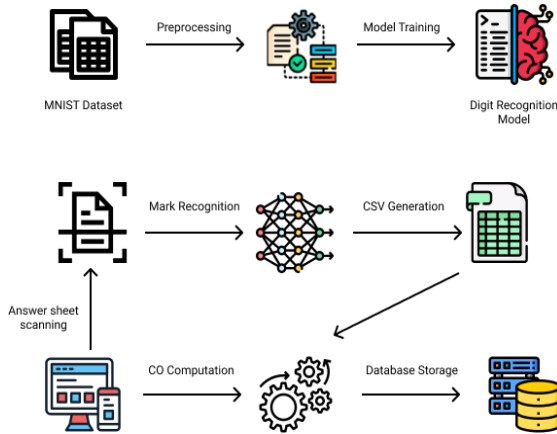 Preprocessing
Model Training
MNIST Dataset
Digit Recognition
Model
Mark Recognition
CSV Generation
Answer sheet
scanning
CO Computation
Database Storage